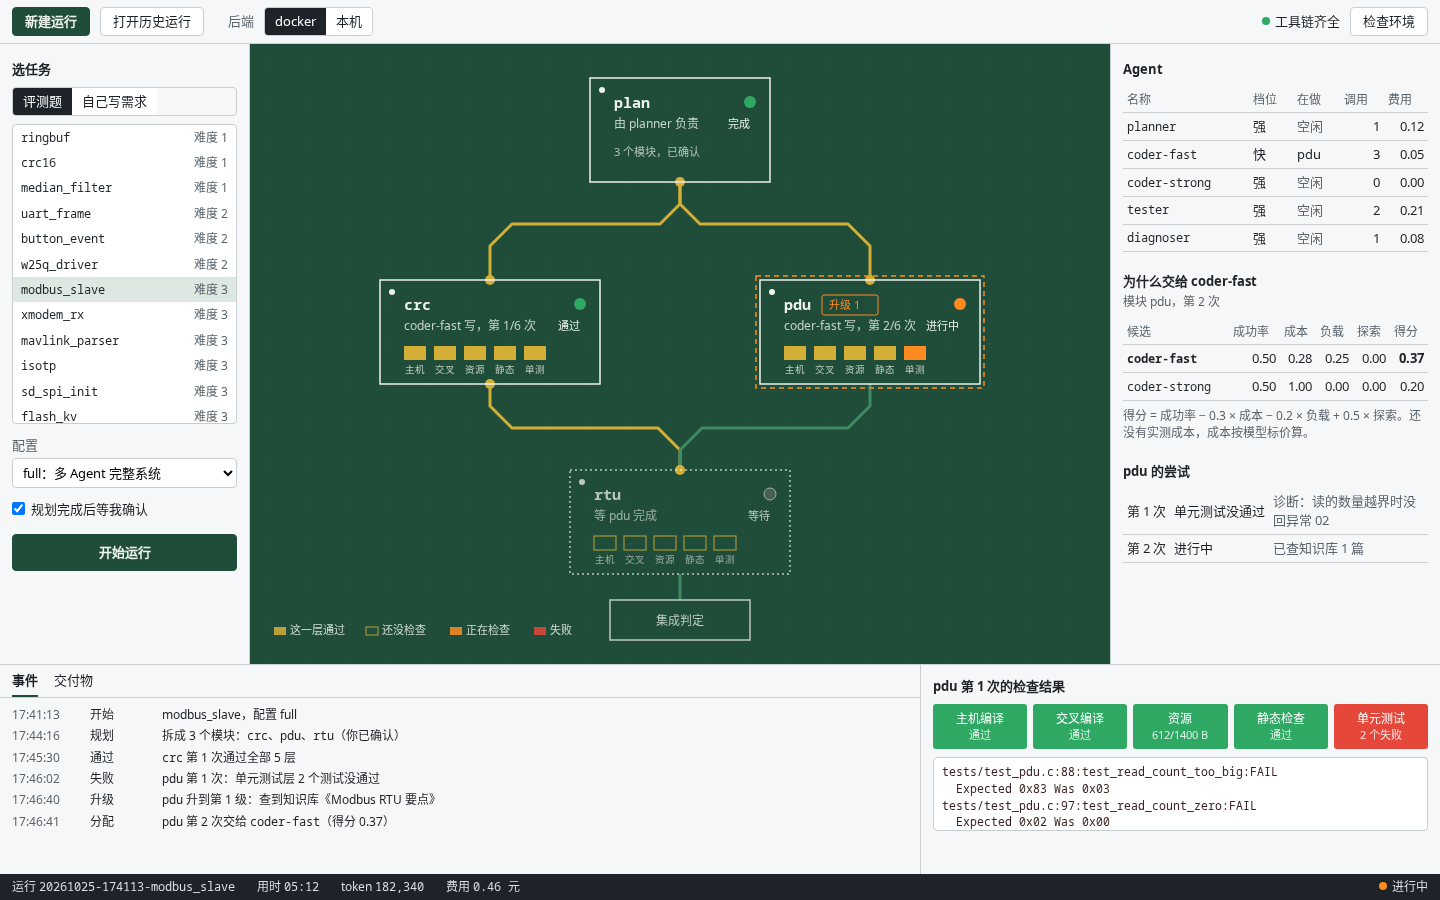 新建运行 打开历史运行 后端 docker 本机 工具链齐全 检查环境
选任务
评测题 自己写需求
ringbuf 难度 1
crc16 难度 1
median_filter 难度 1
uart_frame 难度 2
button_event 难度 2
w25q_driver 难度 2
modbus_slave 难度 3
xmodem_rx 难度 3
mavlink_parser 难度 3
isotp 难度 3
sd_spi_init 难度 3
flash_kv 难度 3
配置
full：多 Agent 完整系统
规划完成后等我确认
开始运行
plan
由 planner 负责 完成
3 个模块，已确认
crc
coder-fast 写，第 1/6 次 通过
主机 交叉 资源 静态 单测
pdu 升级 1
coder-fast 写，第 2/6 次 进行中
主机 交叉 资源 静态 单测
rtu
等 pdu 完成 等待
主机 交叉 资源 静态 单测
集成判定
这一层通过 还没检查 正在检查 失败
Agent
名称 档位 在做 调用 费用
planner 强 空闲 1 0.12
coder-fast 快 pdu 3 0.05
coder-strong 强 空闲 0 0.00
tester 强 空闲 2 0.21
diagnoser 强 空闲 1 0.08
为什么交给 coder-fast
模块 pdu，第 2 次
候选 成功率 成本 负载 探索 得分
coder-fast 0.50 0.28 0.25 0.00 0.37
coder-strong 0.50 1.00 0.00 0.00 0.20
得分 = 成功率 − 0.3 × 成本 − 0.2 × 负载 + 0.5 × 探索。还
没有实测成本，成本按模型标价算。
pdu 的尝试
第 1 次 单元测试没通过 诊断：读的数量越界时没
回异常 02
第 2 次 进行中 已查知识库 1 篇
事件 交付物
17:41:13 开始 modbus_slave，配置 full
17:44:16 规划 拆成 3 个模块：crc、pdu、rtu（你已确认）
17:45:30 通过 crc 第 1 次通过全部 5 层
17:46:02 失败 pdu 第 1 次：单元测试层 2 个测试没通过
17:46:40 升级 pdu 升到第 1 级：查到知识库《Modbus RTU 要点》
17:46:41 分配 pdu 第 2 次交给 coder-fast（得分 0.37）
pdu 第 1 次的检查结果
主机编译 交叉编译 资源 静态检查 单元测试
通过 通过 612/1400 B 通过 2 个失败
tests/test_pdu.c:88:test_read_count_too_big:FAIL
Expected 0x83 Was 0x03
tests/test_pdu.c:97:test_read_count_zero:FAIL
Expected 0x02 Was 0x00
运行 20261025-174113-modbus_slave 用时 05:12 token 182,340 费用 0.46 元 进行中